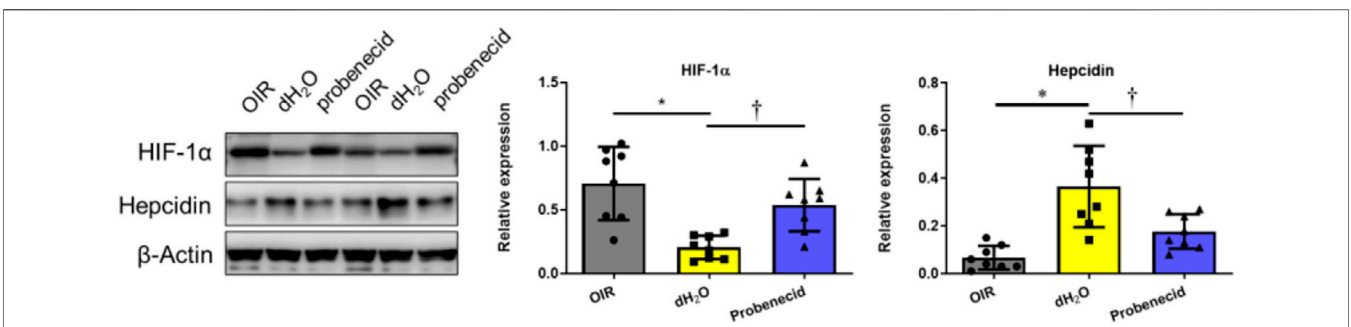 OIR dH₂O probenecid OIR dH₂O probenecid
HIF-1α
Hepcidin
β-Actin
HIF-1α
Relative expression
1.5
1.0
0.5
0.0
* †
OIR dH₂O Probenecid
Hepcidin
Relative expression
0.8
0.6
0.4
0.2
0.0
* †
OIR dH₂O Probenecid